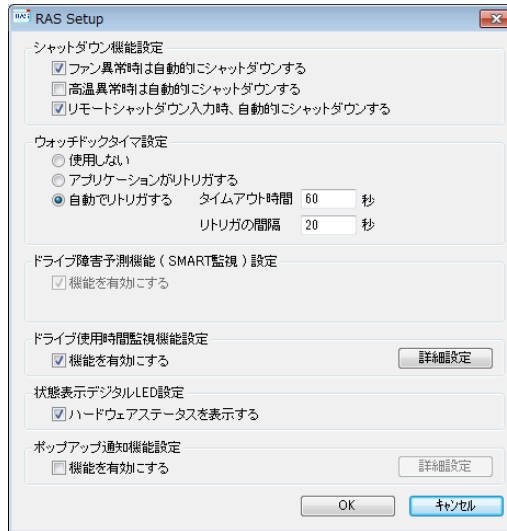 RAS Setup
シャットダウン機能設定
ファン異常時は自動的にシャットダウンする
高温異常時は自動的にシャットダウンする
リモートシャットダウン入力時、自動的にシャットダウンする
ウォッチドックタイマ設定
使用しない
アプリケーションがリトリガする
自動でリトリガする タイムアウト時間 60 秒
リトリガの間隔 20 秒
ドライブ障害予測機能 ( SMART監視 ) 設定
機能を有効にする
ドライブ使用時間監視機能設定
機能を有効にする 詳細設定
状態表示デジタルLED設定
ハードウェアステータスを表示する
ポップアップ通知機能設定
機能を有効にする 詳細設定
OK キャンセル